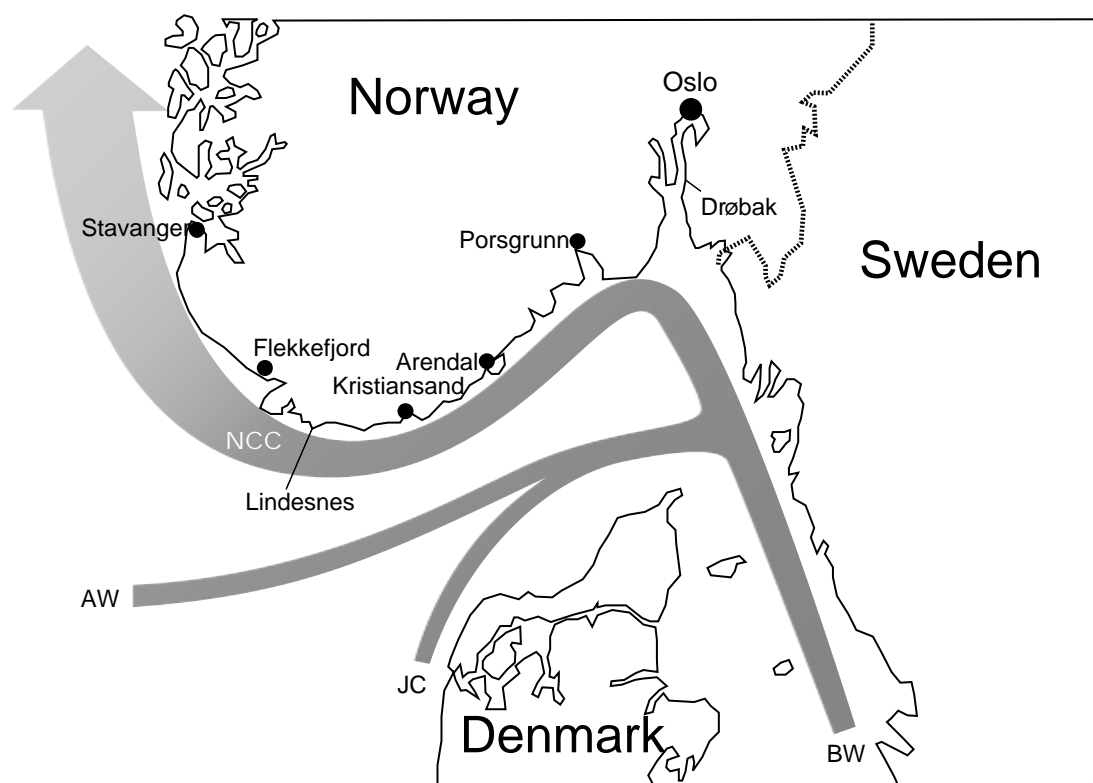 Oslo
Norway
Drøbak
Stavanger
Porsgrunn
Sweden
Flekkefjord
Arendal
Kristiansand
NCC
Lindesnes
AW
JC
Denmark
BW